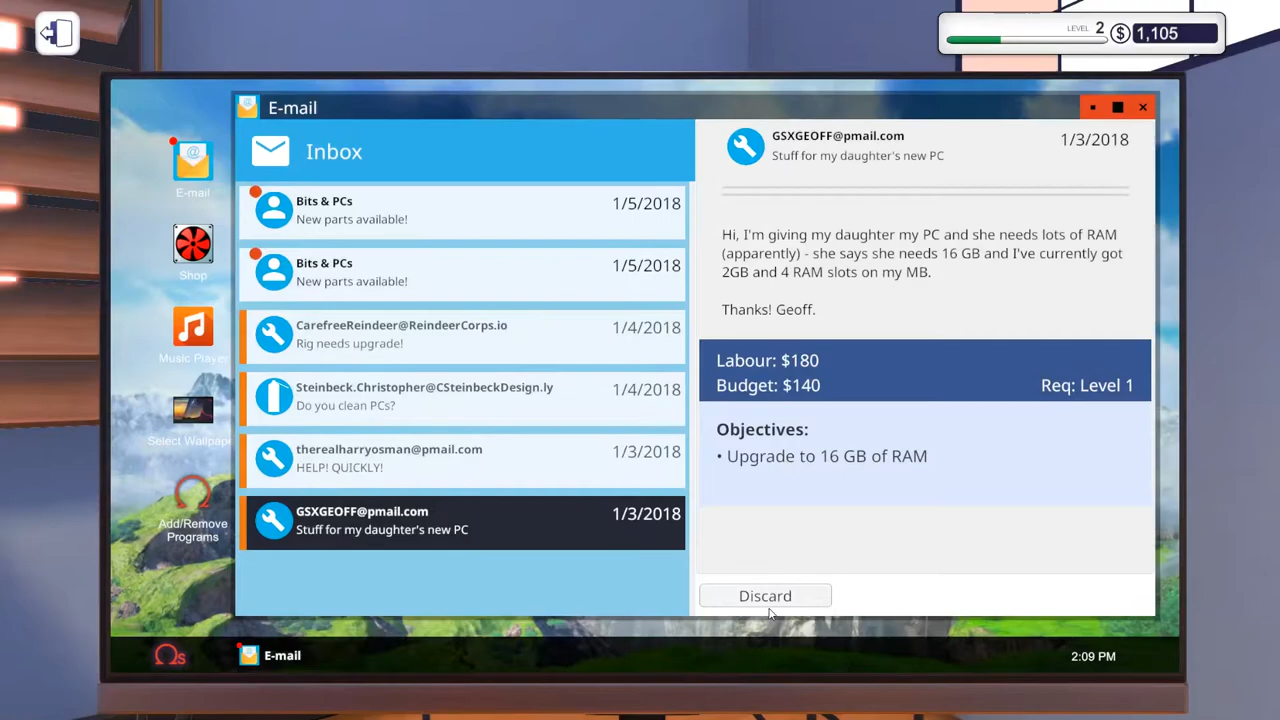 LEVEL 2 $ 1,105
E-mail
Inbox
GSXGEOFF@pmail.com 1/3/2018
Stuff for my daughter's new PC
E-mail
Shop
Music Player
Select Wallpape
Add/Remove
Programs
Bits & PCs 1/5/2018
New parts available!
Bits & PCs 1/5/2018
New parts available!
CarefreeReindeer@ReindeerCorps.io 1/4/2018
Rig needs upgrade!
Steinbeck.Christopher@CSteinbeckDesign.ly 1/4/2018
Do you clean PCs?
therealharryosman@pmail.com 1/3/2018
HELP! QUICKLY!
GSXGEOFF@pmail.com 1/3/2018
Stuff for my daughter's new PC
Hi, I'm giving my daughter my PC and she needs lots of RAM
(apparently) - she says she needs 16 GB and I've currently got
2GB and 4 RAM slots on my MB.
Thanks! Geoff.
Labour: $180
Budget: $140 Req: Level 1
Objectives:
• Upgrade to 16 GB of RAM
Discard
Ωs E-mail 2:09 PM